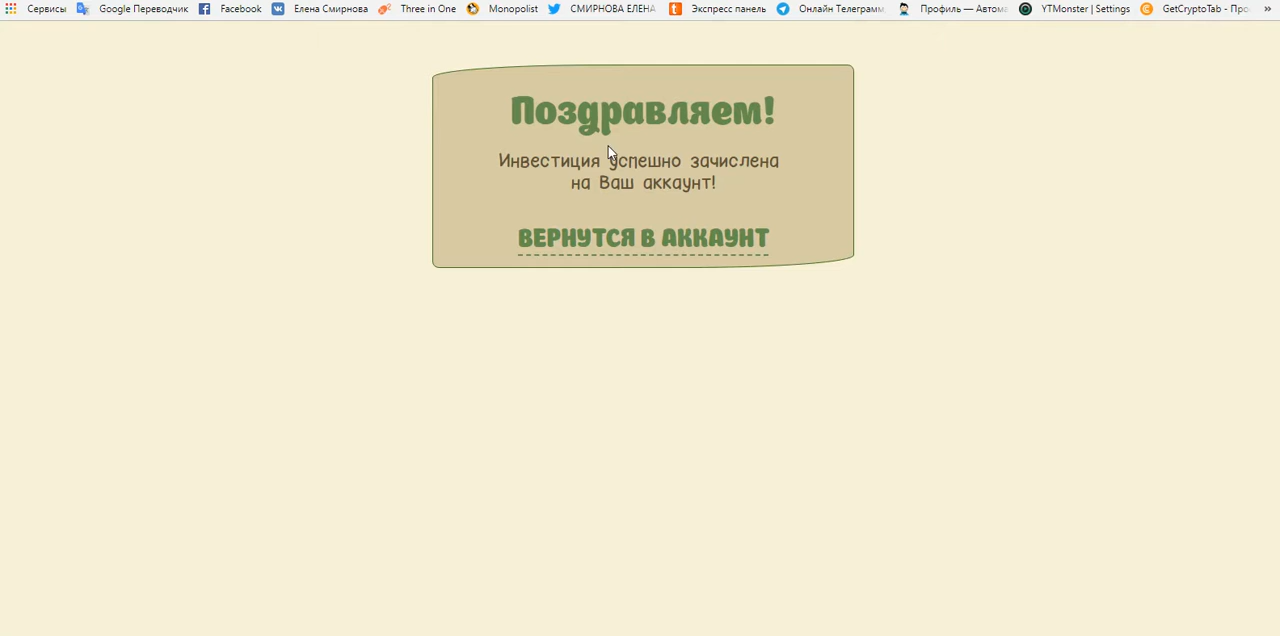 Сервисы Google Переводчик Facebook Елена Смирнова Three in One Monopolist СМИРНОВА ЕЛЕНА Экспресс панель Онлайн Телеграмм Профиль — Автома YTMonster | Settings GetCryptoTab - Про »
Поздравляем!
Инвестиция успешно зачислена
на Ваш аккаунт!
ВЕРНУТСЯ В АККАУНТ